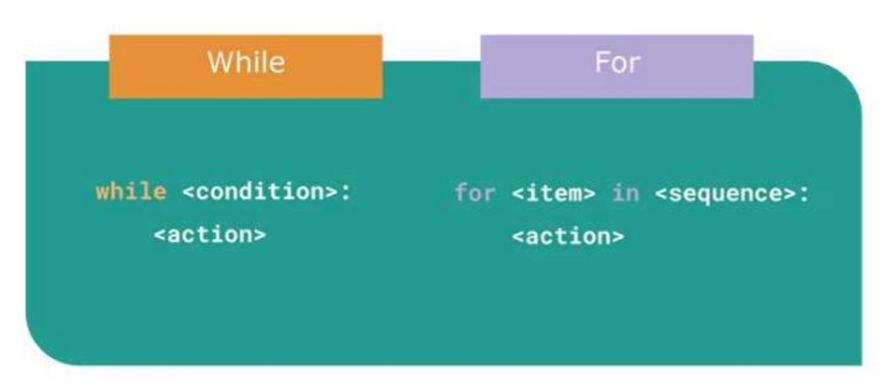 While
while <condition>:
<action>
For
for <item> in <sequence>:
<action>